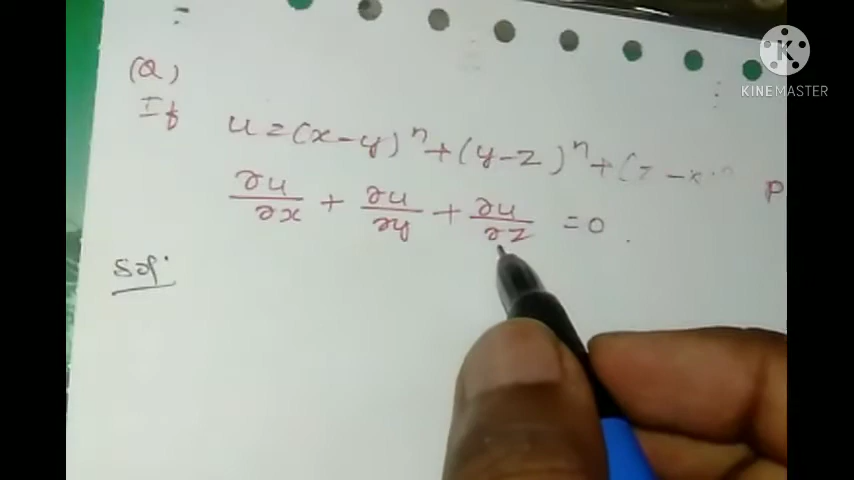 K
KINEMASTER
(Q)
If u=(x-y)^n+(y-z)^n+(z-x)^n
∂u/∂x + ∂u/∂y + ∂u/∂z =0.
Sol: